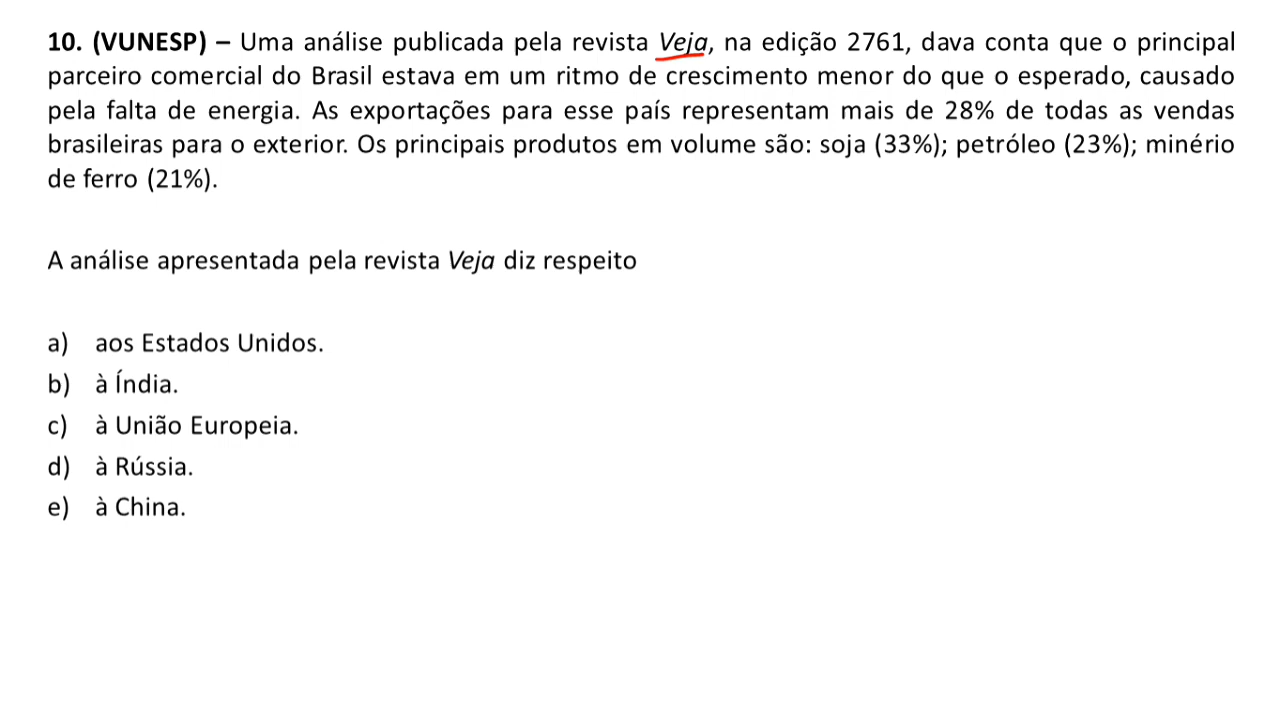 10. (VUNESP) – Uma análise publicada pela revista Veja, na edição 2761, dava conta que o principal
parceiro comercial do Brasil estava em um ritmo de crescimento menor do que o esperado, causado
pela falta de energia. As exportações para esse país representam mais de 28% de todas as vendas
brasileiras para o exterior. Os principais produtos em volume são: soja (33%); petróleo (23%); minério
de ferro (21%).
A análise apresentada pela revista Veja diz respeito
a) aos Estados Unidos.
b) à Índia.
c) à União Europeia.
d) à Rússia.
e) à China.